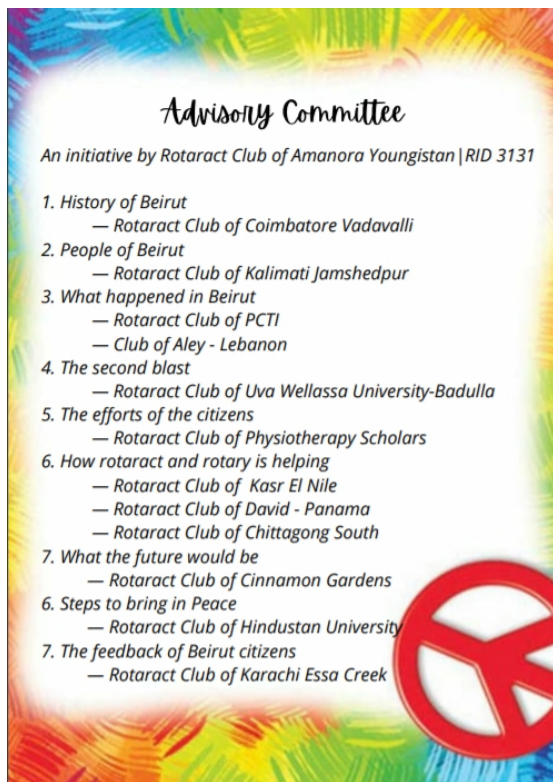 Advisory Committee
An initiative by Rotaract Club of Amanora Youngistan|RID 3131
1. History of Beirut
— Rotaract Club of Coimbatore Vadavalli
2. People of Beirut
— Rotaract Club of Kalimati Jamshedpur
3. What happened in Beirut
— Rotaract Club of PCTI
— Club of Aley - Lebanon
4. The second blast
— Rotaract Club of Uva Wellassa University-Badulla
5. The efforts of the citizens
— Rotaract Club of Physiotherapy Scholars
6. How rotaract and rotary is helping
— Rotaract Club of Kasr El Nile
— Rotaract Club of David - Panama
— Rotaract Club of Chittagong South
7. What the future would be
— Rotaract Club of Cinnamon Gardens
6. Steps to bring in Peace
— Rotaract Club of Hindustan University
7. The feedback of Beirut citizens
— Rotaract Club of Karachi Essa Creek